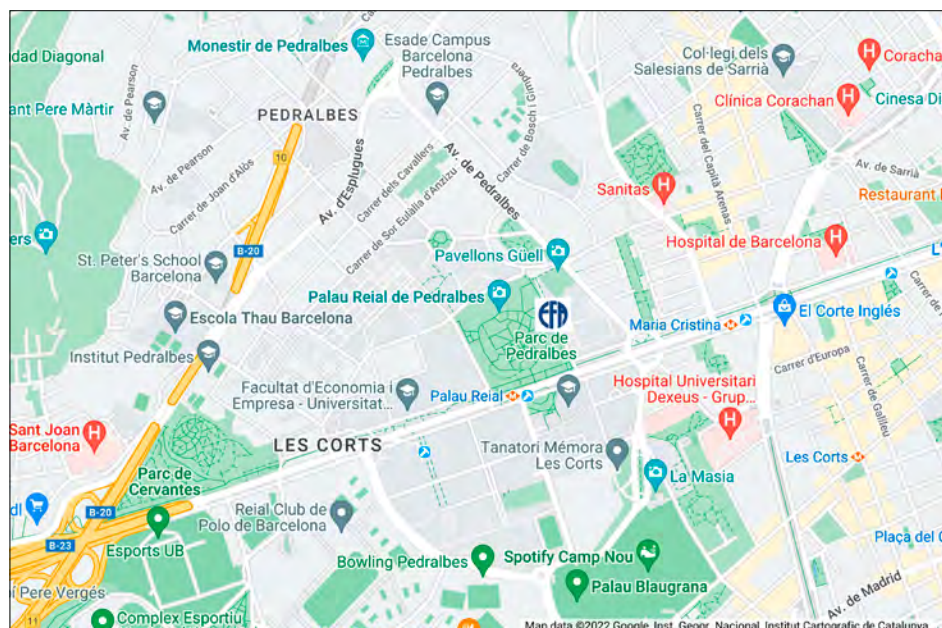 edad Diagonal
Monestir de Pedralbes
Esade Campus
Barcelona
Pedralbes
Col·legi dels
Salesians de Sarrià
Coracha
Clínica Corachan
Cinesa Di
ant Pere Màrtir
Av. de Pearson
PEDRALBES
Carrer de Bosch i Gimpera
Carrer del Capità Arenas
10
Av. de Sarrià
Av. de Pearson
Carrer de Joan d'Alòs
Av. d'Esplugues
Carrer dels Cavallers
Carrer de Sor Eulàlia d'Anzizu
Av. de Pedralbes
Sanitas
Restaurant
ers
B-20
Hospital de Barcelona
L'
St. Peter's School
Barcelona
Pavellons Güell
Palau Reial de Pedralbes
EFR
Parc de
Pedralbes
Escola Thau Barcelona
Maria Cristina
El Corte Inglés
Institut Pedralbes
Carrer d'Europa
Carrer de Galileu
Facultat d'Economia i
Empresa - Universitat...
Palau Reial
Hospital Universitari
Dexeus - Grup...
Sant Joan
Barcelona
LES CORTS
Tanatori Mémora
Les Corts
Les Corts
Parc de
Cervantes
La Masia
dl
B-20
Reial Club de
Polo de Barcelona
B-23
Esports UB
Plaça del C
Bowling Pedralbes
Spotify Camp Nou
Palau Blaugrana
í Pere Vergés
Av. de Madrid
11
Complex Esportiu
Map data ©2022 Google, Inst. Geogr. Nacional, Institut Cartogràfic de Catalunya